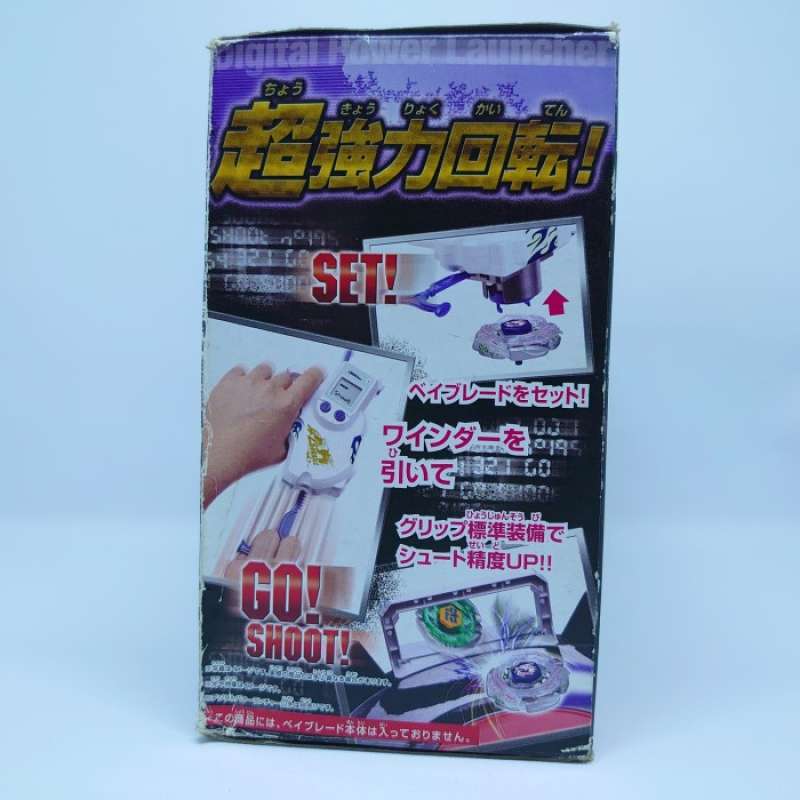 Digital Power Launcher
ちょう きょう りょく かい てん
超強力回転!
SHOOT
SET!
ベイブレードをセット!
ワインダーを
ひ
引いて
ひょうじゅんそうび
グリップ標準装備で
せいど
シュート精度UP!!
GO!
SHOOT!
この商品には、ベイブレード本体は入っておりません。